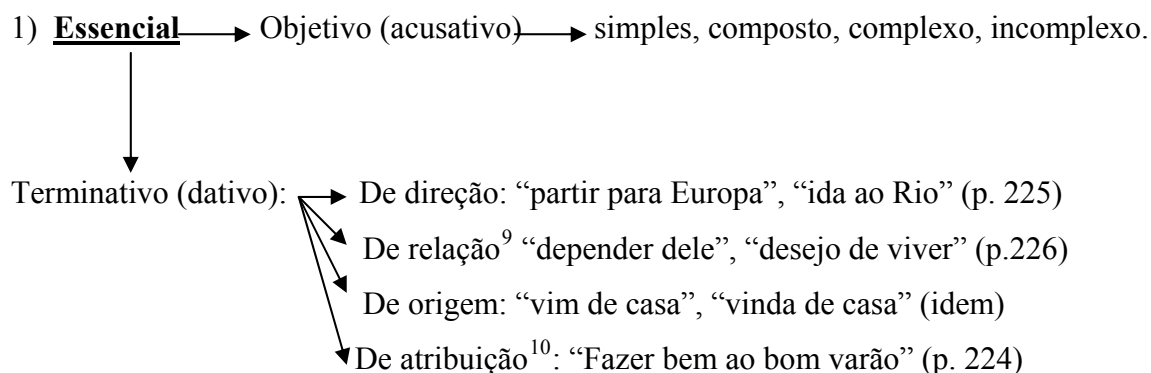 1) Essencial Objetivo (acusativo) simples, composto, complexo, incomplexo.
Terminativo (dativo): De direção: “partir para Europa”, “ida ao Rio” (p. 225)
De relação⁹ “depender dele”, “desejo de viver” (p.226)
De origem: “vim de casa”, “vinda de casa” (idem)
De atribuição¹⁰: “Fazer bem ao bom varão” (p. 224)